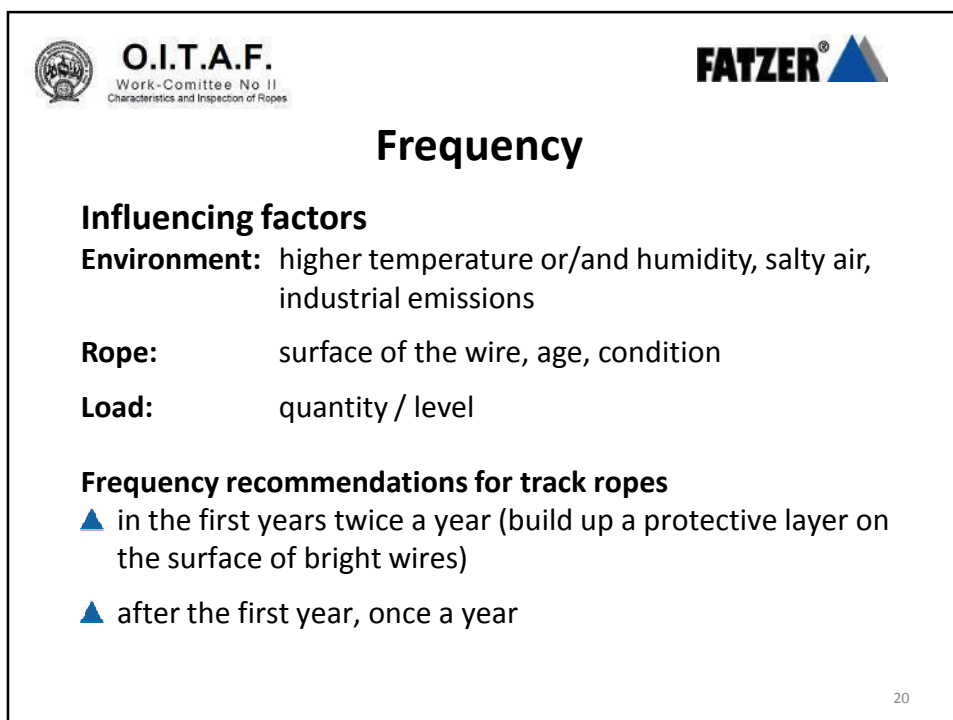 O.I.T.A.F.
Work-Comittee No II
Characteristics and Inspection of Ropes
FATZER®
Frequency
Influencing factors
Environment: higher temperature or/and humidity, salty air,
industrial emissions
Rope: surface of the wire, age, condition
Load: quantity / level
Frequency recommendations for track ropes
in the first years twice a year (build up a protective layer on
the surface of bright wires)
after the first year, once a year
20